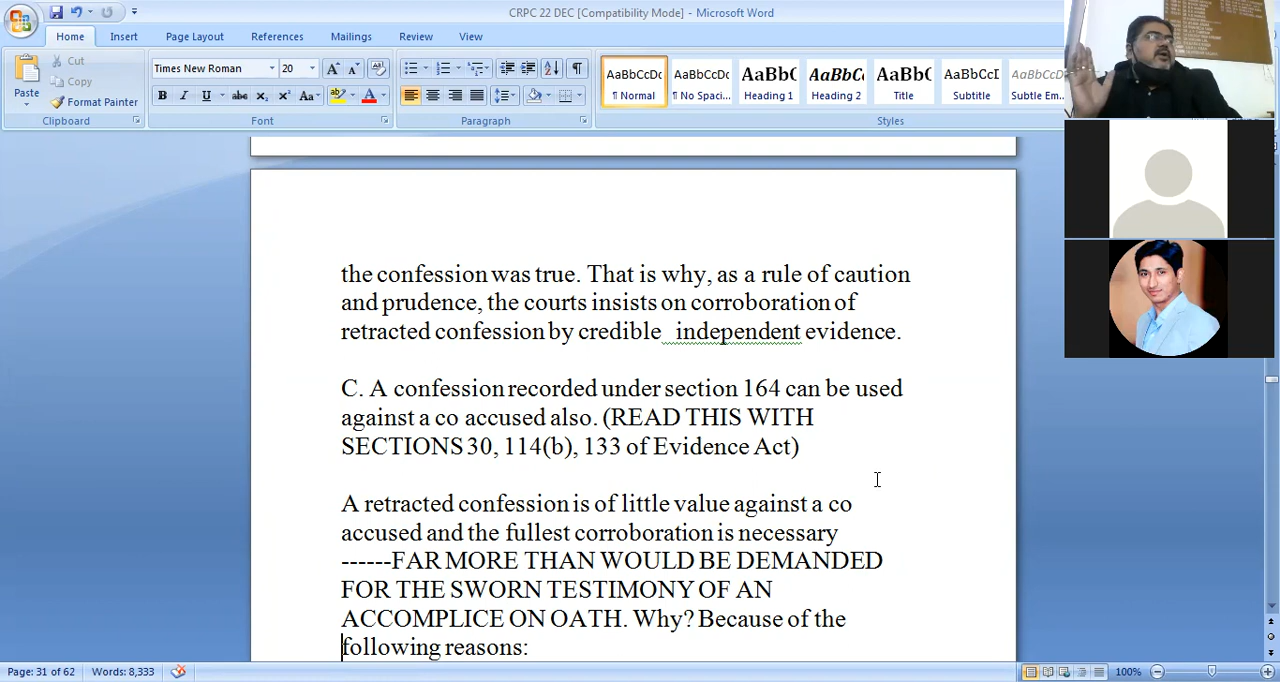 CRPC 22 DEC [Compatibility Mode] - Microsoft Word
Home Insert Page Layout References Mailings Review View
Paste
Cut
Copy
Format Painter
Clipboard
Times New Roman 20
Font
Paragraph
AaBbCcDc AaBbCcDc AaBbC AaBbCc AaBbC AaBbCcI AaBbCcDc
¶ Normal ¶ No Spaci... Heading 1 Heading 2 Title Subtitle Subtle Em...
Styles
the confession was true. That is why, as a rule of caution
and prudence, the courts insists on corroboration of
retracted confession by credible independent evidence.
C. A confession recorded under section 164 can be used
against a co accused also. (READ THIS WITH
SECTIONS 30, 114(b), 133 of Evidence Act)
A retracted confession is of little value against a co
accused and the fullest corroboration is necessary
------FAR MORE THAN WOULD BE DEMANDED
FOR THE SWORN TESTIMONY OF AN
ACCOMPLICE ON OATH. Why? Because of the
following reasons:
Page: 31 of 62 Words: 8,333 100%